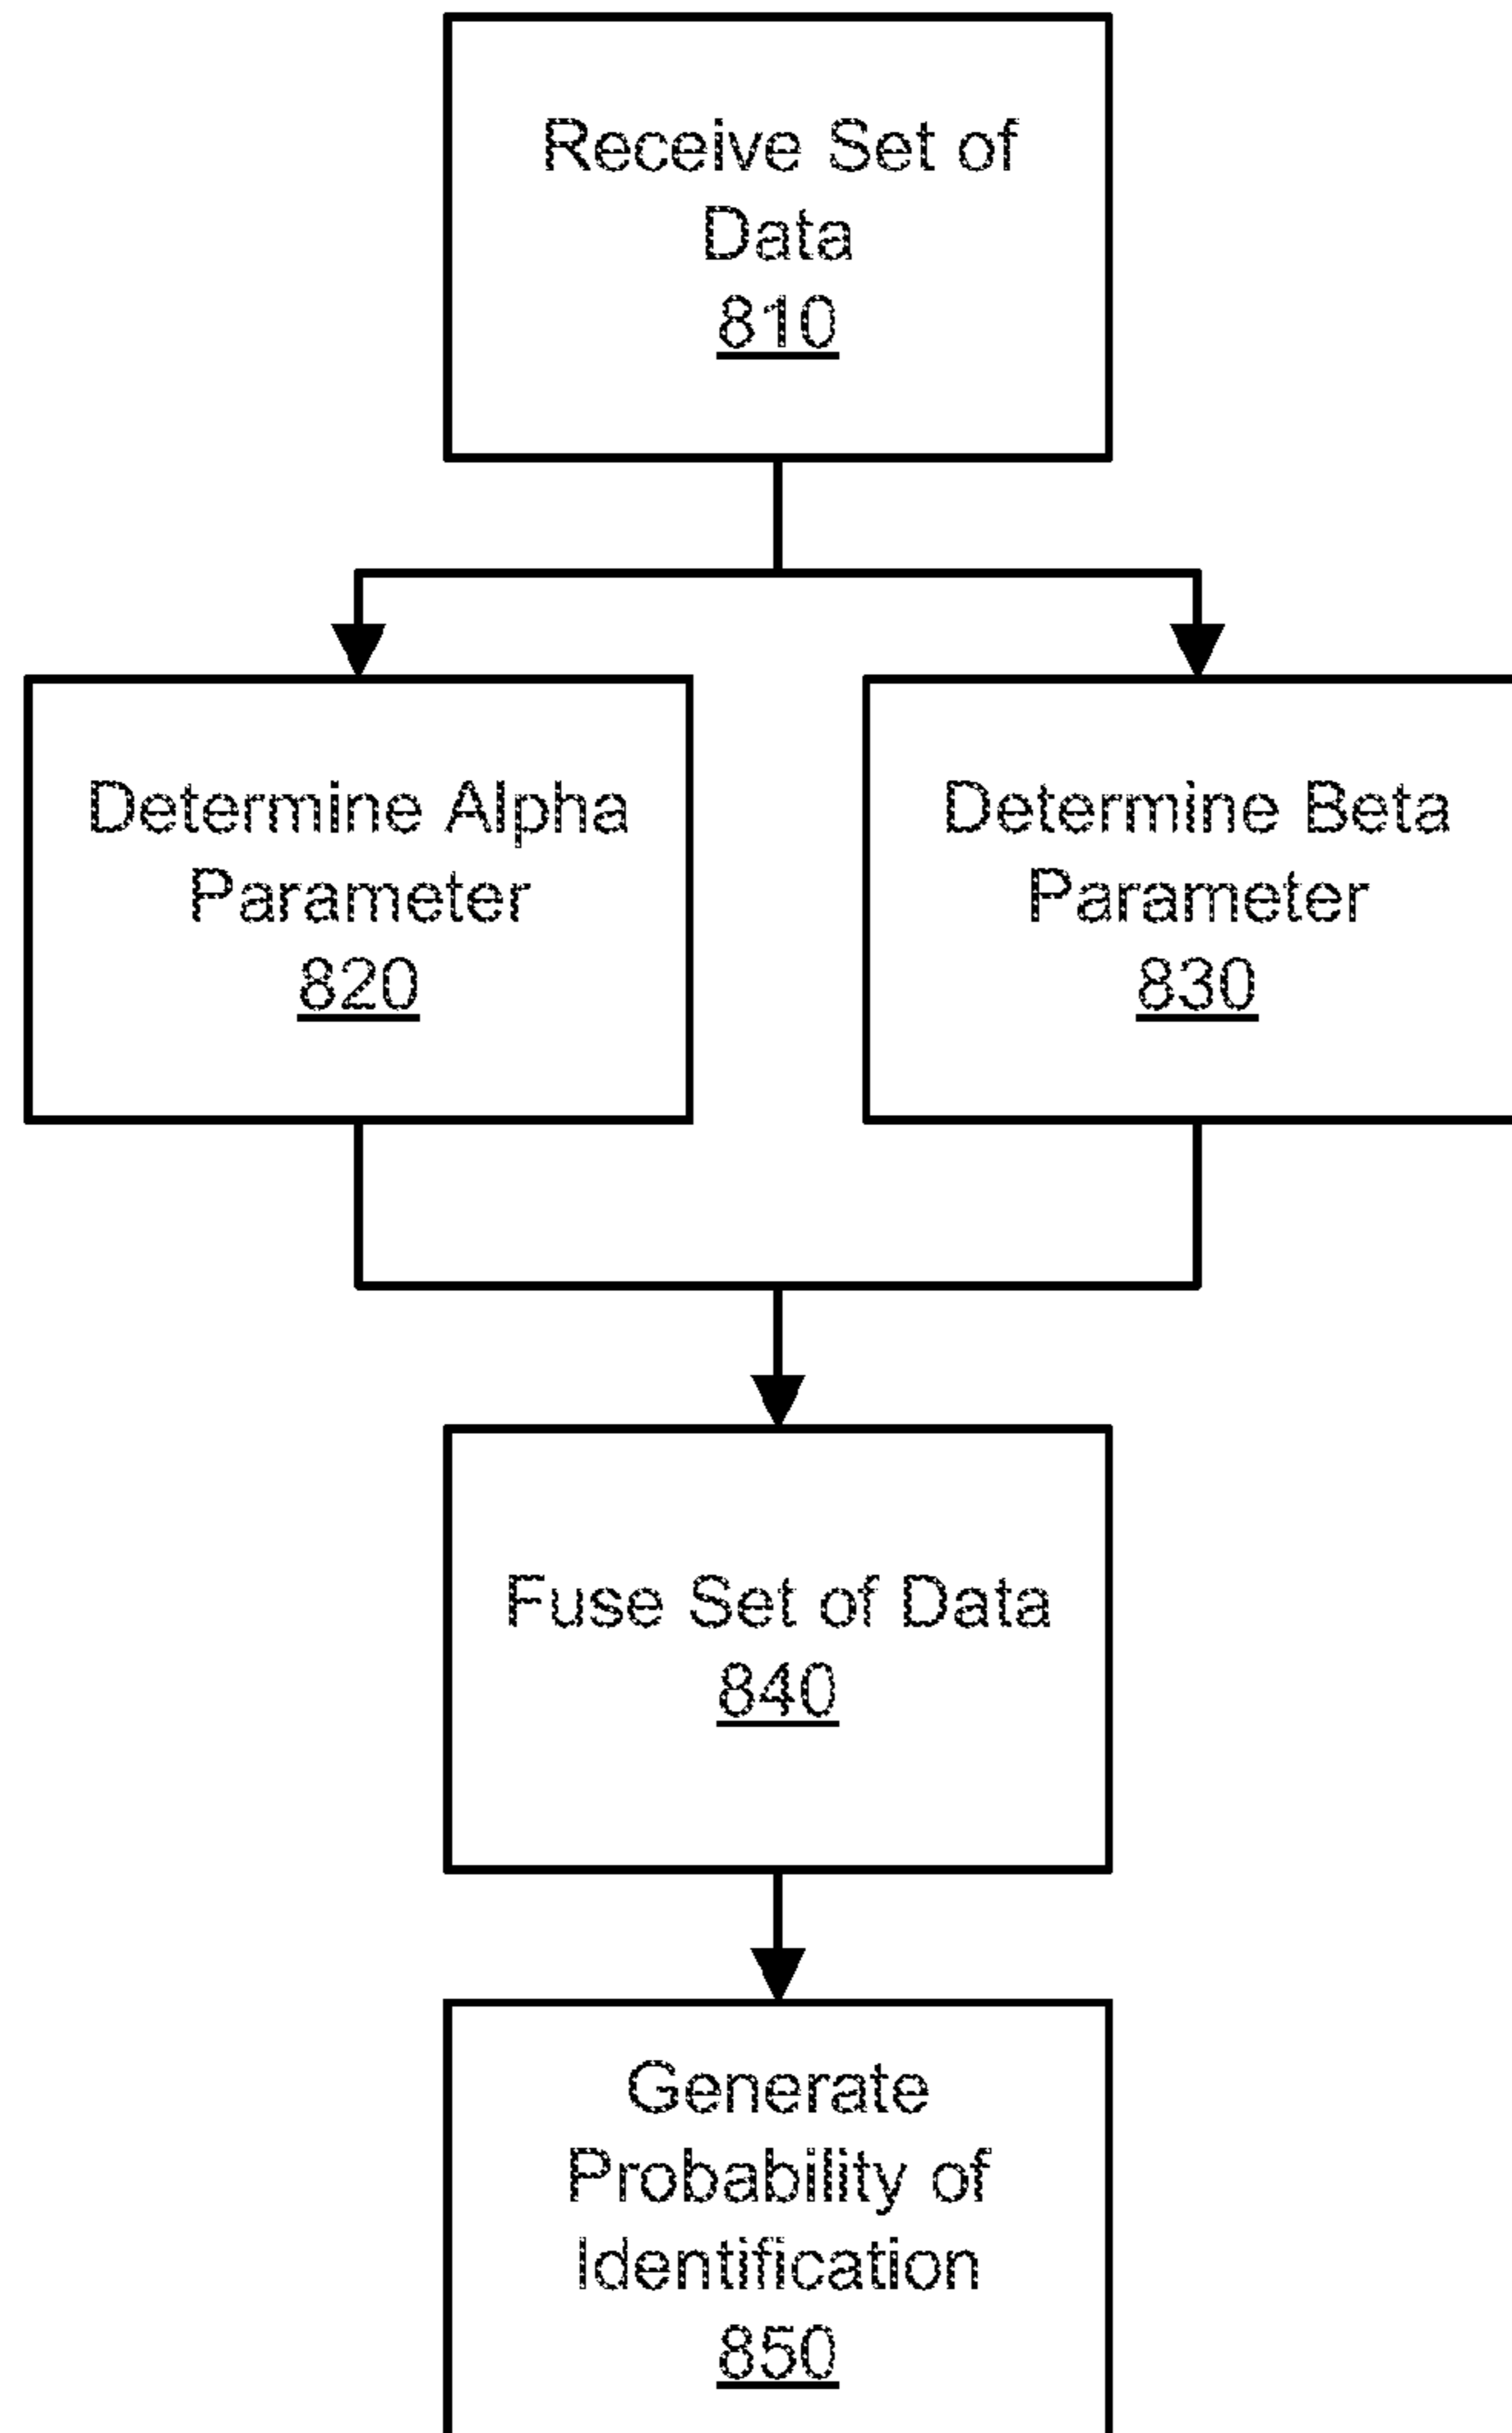 Receive Set of
Data
810
Determine Alpha
Parameter
820
Determine Beta
Parameter
830
Fuse Set of Data
840
Generate
Probability of
Identification
850